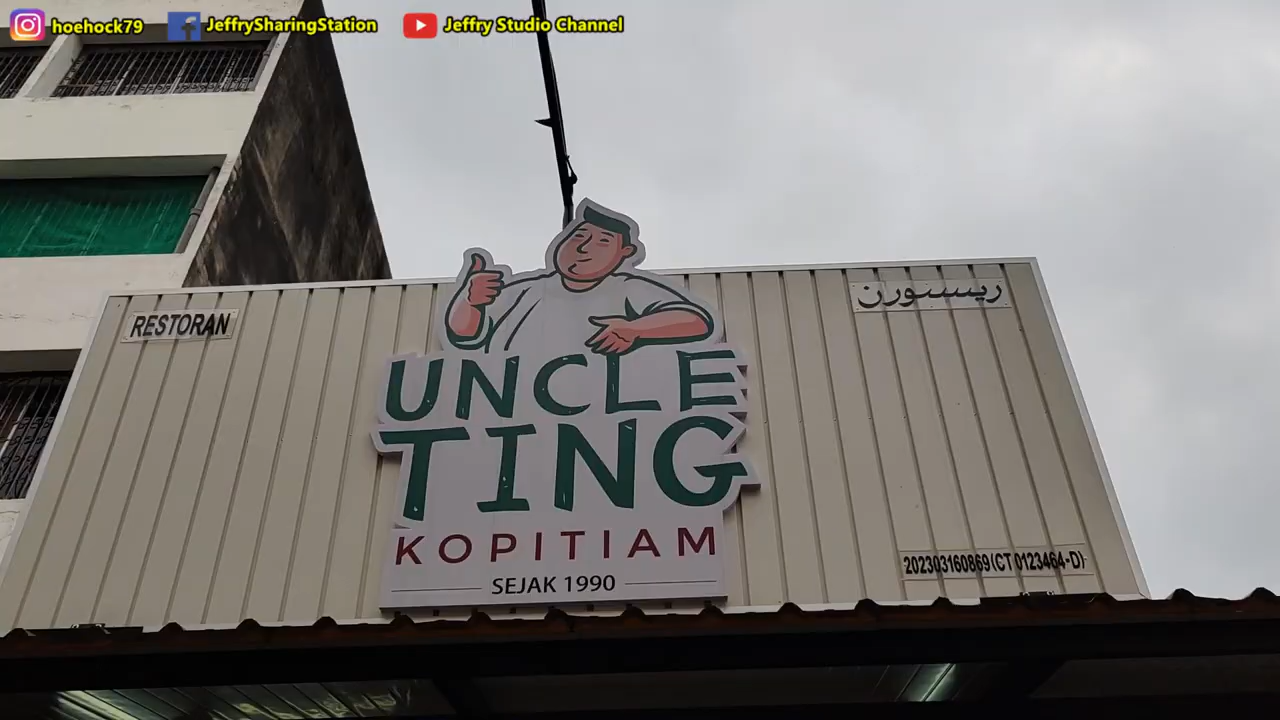 hoehock79 JeffrySharingStation Jeffry Studio Channel
RESTORAN
ريستورن
UNCLE
TING
KOPITIAM
SEJAK 1990
202303160869(CT 0123464-D)